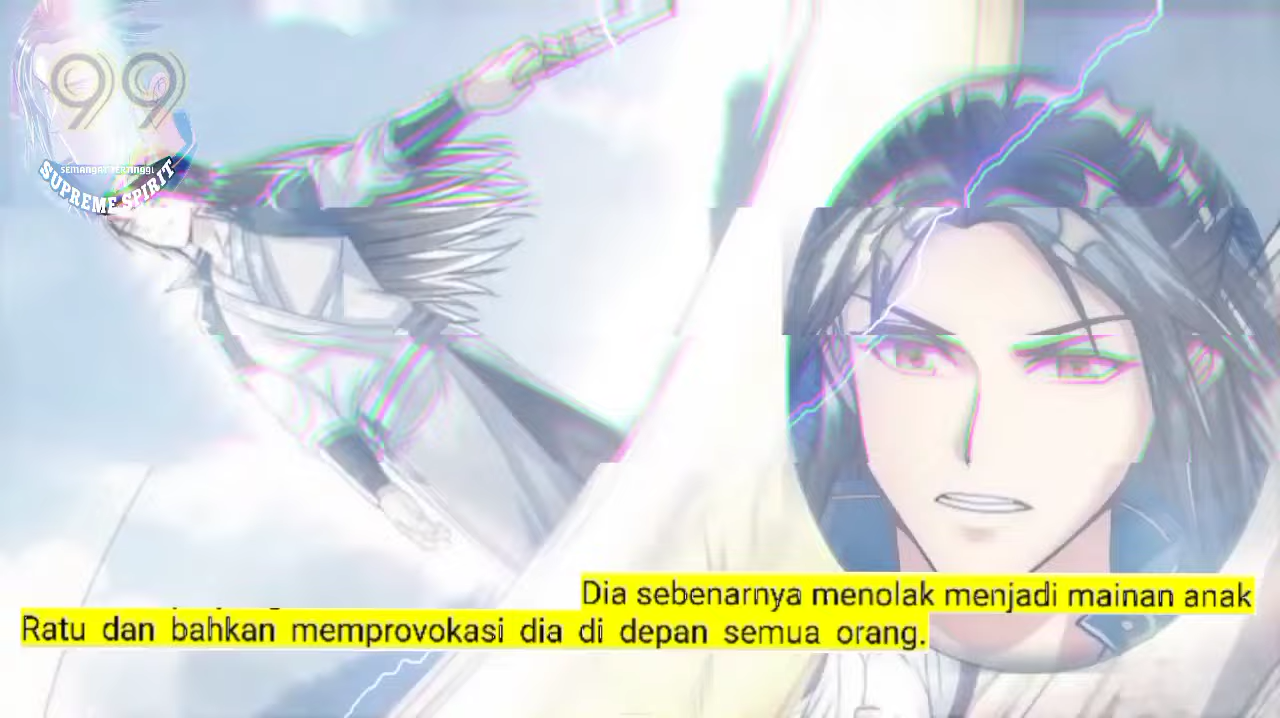 99
SEMANGAT TERTINGGI
SUPREME SPIRIT
Dia sebenarnya menolak menjadi mainan anak
Ratu dan bahkan memprovokasi dia di depan semua orang.